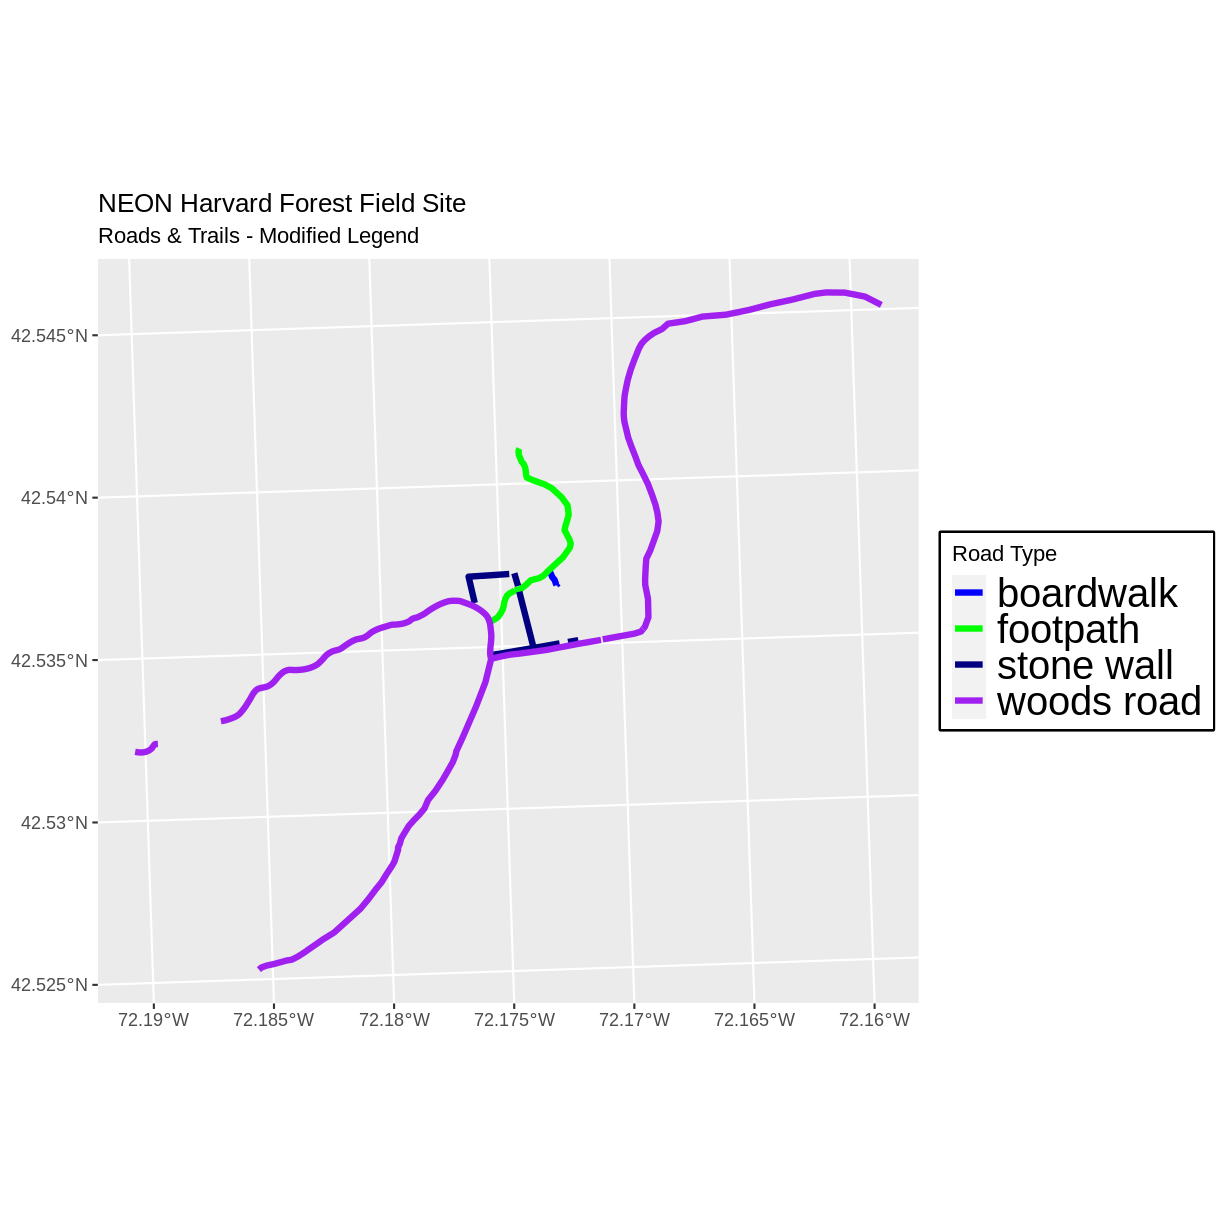 NEON Harvard Forest Field Site
Roads & Trails - Modified Legend
42.545°N
42.54°N
42.535°N
42.53°N
42.525°N
72.19°W
72.185°W
72.18°W
72.175°W
72.17°W
72.165°W
72.16°W
Road Type
boardwalk
footpath
stone wall
woods road